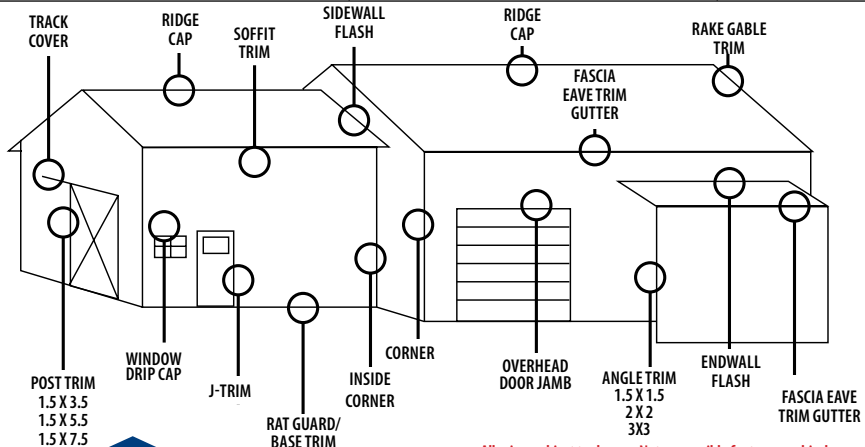 TRACK
COVER
RIDGE
CAP
SOFFIT
TRIM
SIDEWALL
FLASH
RIDGE
CAP
RAKE GABLE
TRIM
FASCIA
EAVE TRIM
GUTTER
POST TRIM
1.5 X 3.5
1.5 X 5.5
1.5 X 7.5
WINDOW
DRIP CAP
J-TRIM
RAT GUARD/
BASE TRIM
INSIDE
CORNER
CORNER
OVERHEAD
DOOR JAMB
ANGLE TRIM
1.5 X 1.5
2 X 2
3X3
ENDWALL
FLASH
FASCIA EAVE
TRIM GUTTER